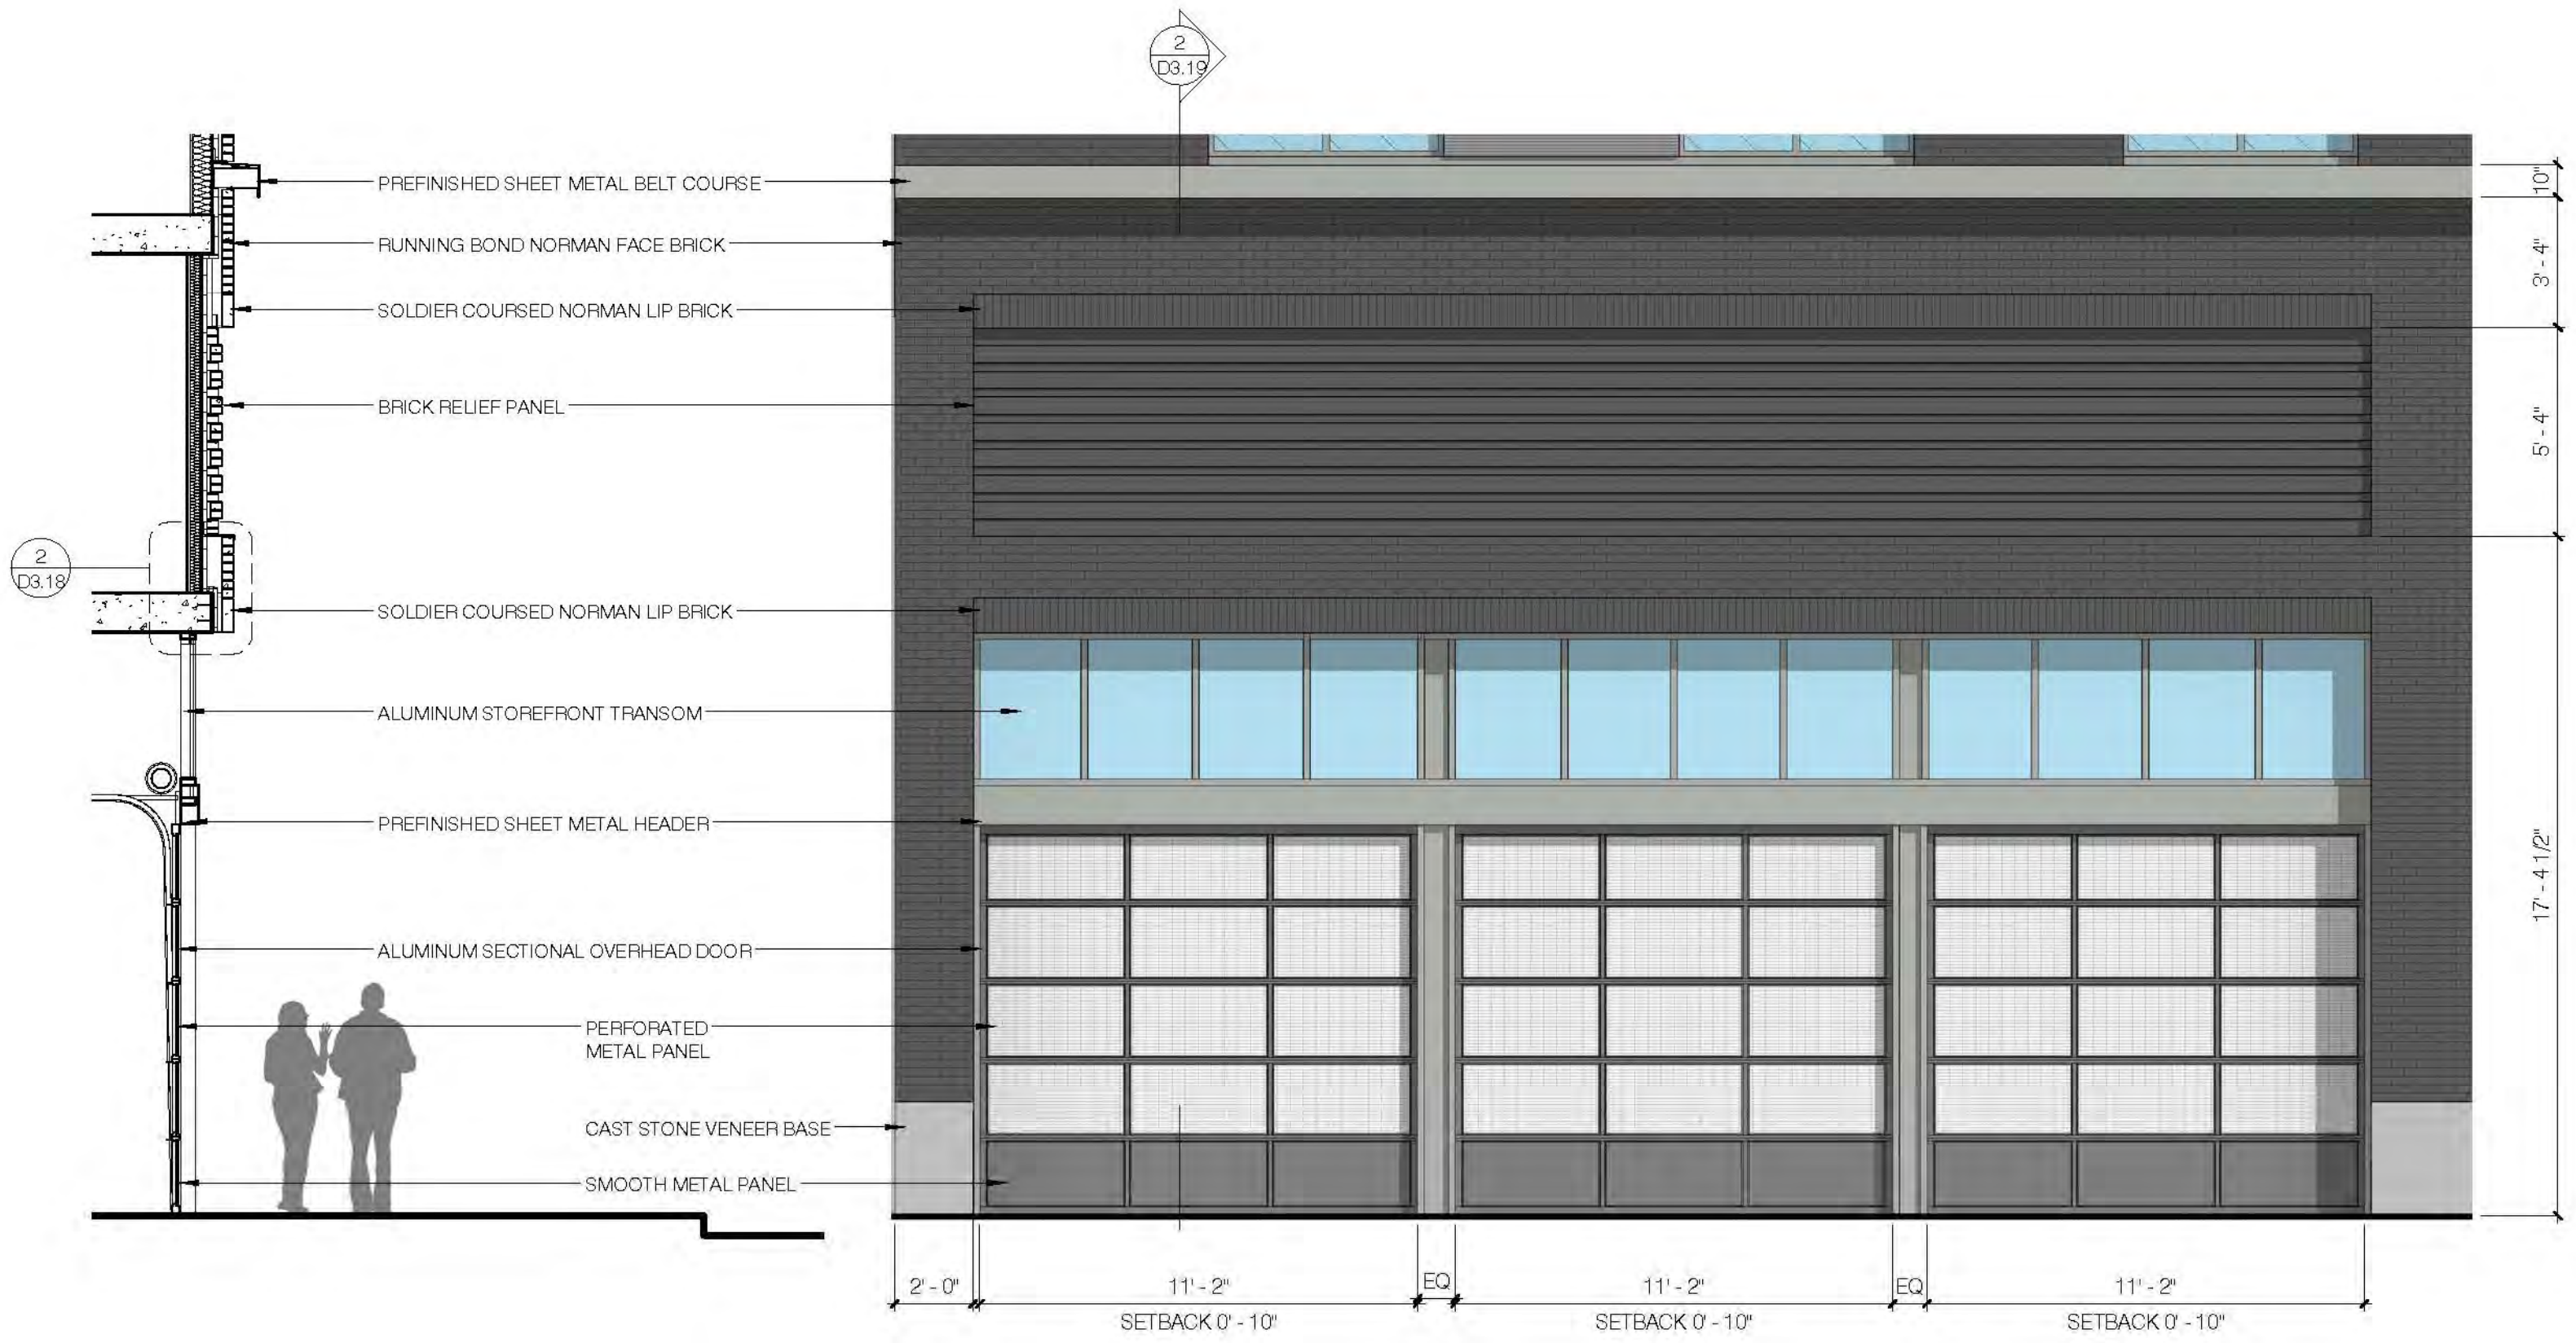 2
D3.19
PREFINISHED SHEET METAL BELT COURSE
10"
RUNNING BOND NORMAN FACE BRICK
3' - 4"
SOLDIER COURSED NORMAN LIP BRICK
BRICK RELIEF PANEL
5' - 4"
2
D3.18
SOLDIER COURSED NORMAN LIP BRICK
ALUMINUM STOREFRONT TRANSOM
PREFINISHED SHEET METAL HEADER
17' - 4 1/2"
ALUMINUM SECTIONAL OVERHEAD DOOR
PERFORATED
METAL PANEL
CAST STONE VENEER BASE
SMOOTH METAL PANEL
2' - 0"
11' - 2"
EQ
11' - 2"
EQ
11' - 2"
SETBACK 0' - 10"
SETBACK 0' - 10"
SETBACK 0' - 10"